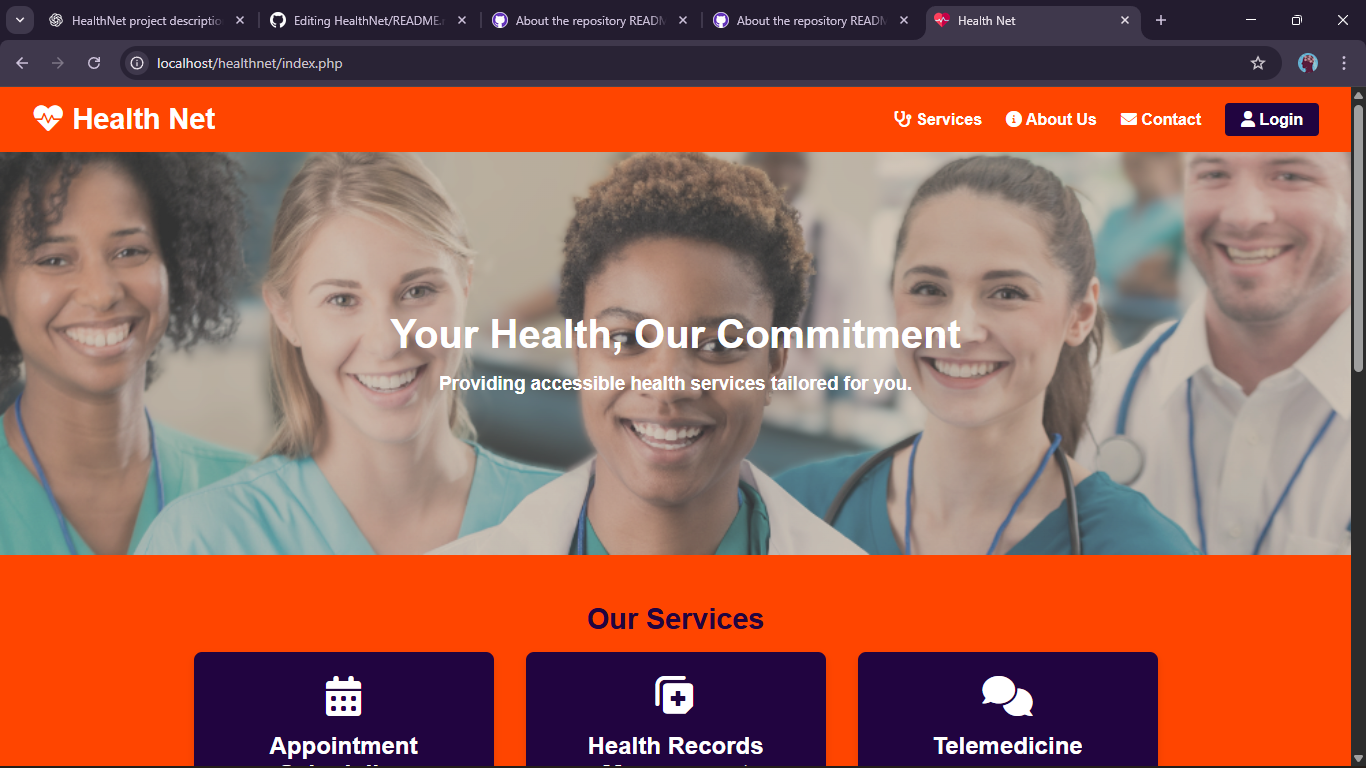 HealthNet project descriptio
Editing HealthNet/README.
About the repository READM
About the repository READM
Health Net
localhost/healthnet/index.php
Health Net
Services
About Us
Contact
Login
Your Health, Our Commitment
Providing accessible health services tailored for you.
Our Services
Appointment
Health Records
Telemedicine